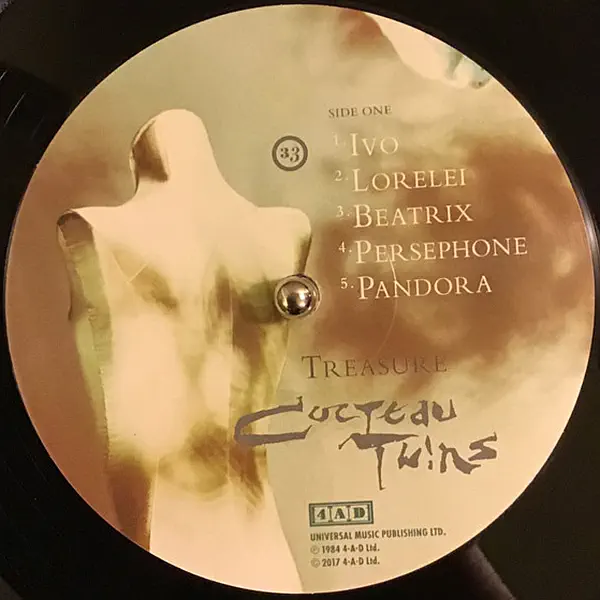 SIDE ONE
33
1. IVO
2. LORELEI
3. BEATRIX
4. PERSEPHONE
5. PANDORA
TREASURE
COCTEAU
TWINS
4AD
UNIVERSAL MUSIC PUBLISHING LTD.
℗ 1984 4-A-D Ltd.
© 2017 4-A-D Ltd.